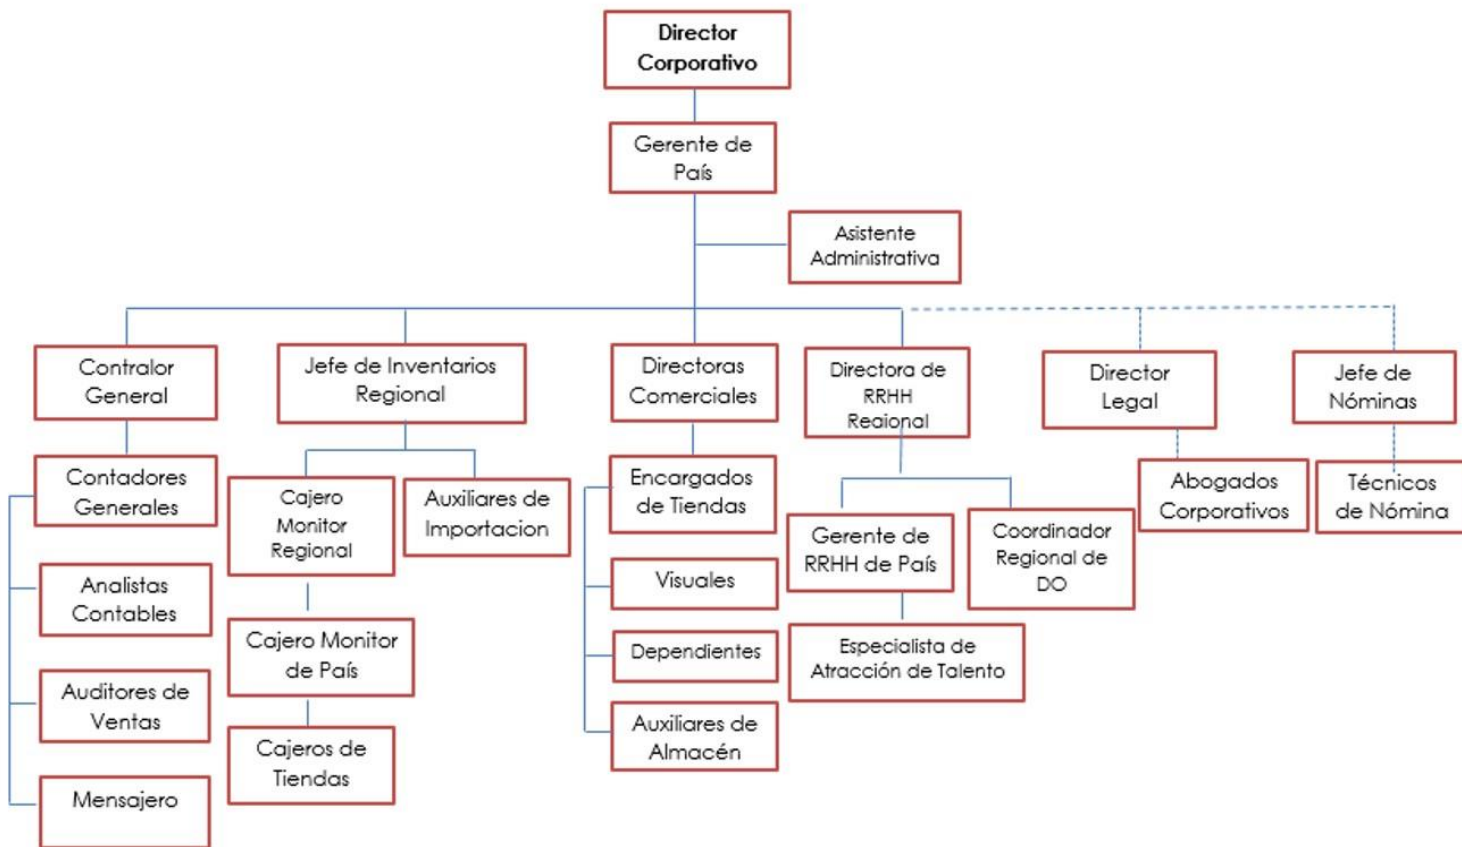 Director
Corporativo
Gerente de
País
Asistente
Administrativa
Contralor
General
Jefe de Inventarios
Regional
Directoras
Comerciales
Directora de
RRHH
Reaional
Director
Legal
Jefe de
Nóminas
Contadores
Generales
Cajero
Monitor
Regional
Auxiliares de
Importacion
Encargados
de Tiendas
Gerente de
RRHH de País
Coordinador
Regional de
DO
Abogados
Corporativos
Técnicos
de Nómina
Analistas
Contables
Cajero Monitor
de País
Visuales
Dependientes
Especialista de
Atracción de Talento
Auditores de
Ventas
Cajeros de
Tiendas
Auxiliares de
Almacén
Mensajero